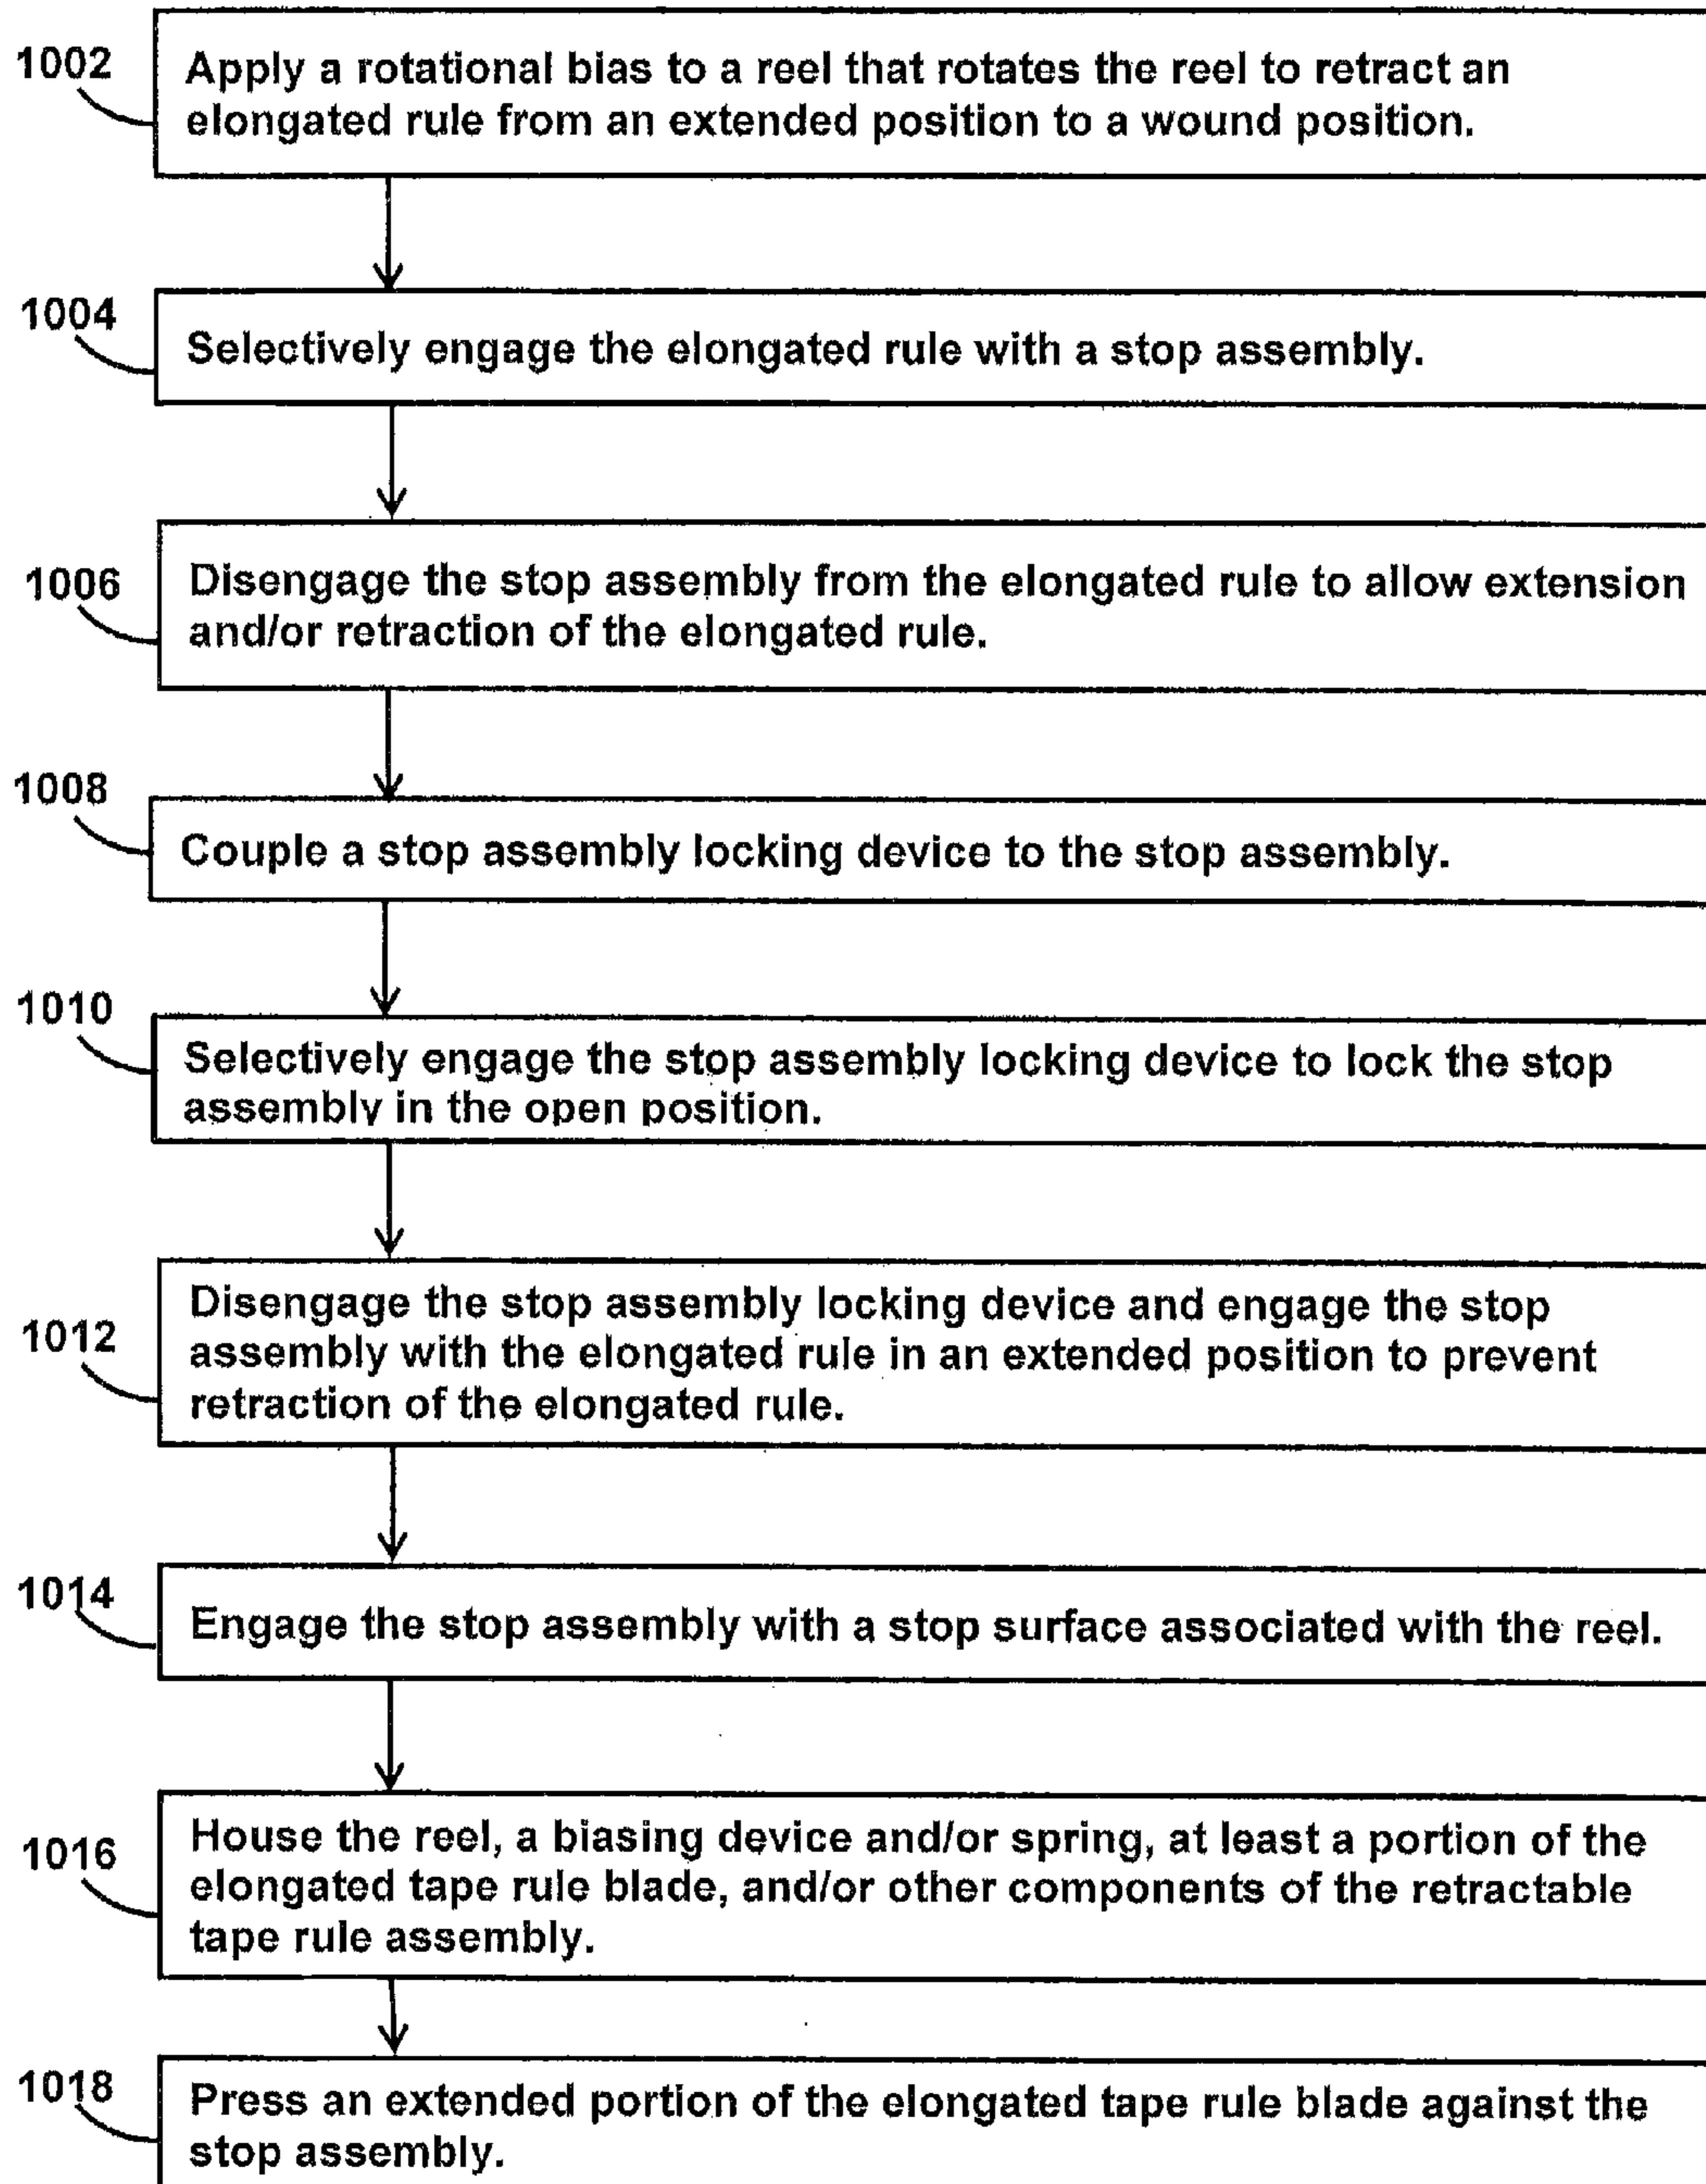 1002
Apply a rotational bias to a reel that rotates the reel to retract an
elongated rule from an extended position to a wound position.
1004
Selectively engage the elongated rule with a stop assembly.
1006
Disengage the stop assembly from the elongated rule to allow extension
and/or retraction of the elongated rule.
1008
Couple a stop assembly locking device to the stop assembly.
1010
Selectively engage the stop assembly locking device to lock the stop
assembly in the open position.
1012
Disengage the stop assembly locking device and engage the stop
assembly with the elongated rule in an extended position to prevent
retraction of the elongated rule.
1014
Engage the stop assembly with a stop surface associated with the reel.
1016
House the reel, a biasing device and/or spring, at least a portion of the
elongated tape rule blade, and/or other components of the retractable
tape rule assembly.
1018
Press an extended portion of the elongated tape rule blade against the
stop assembly.